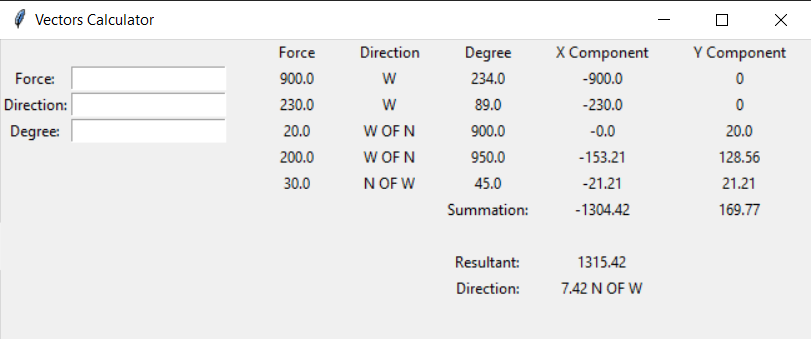 Vectors Calculator
Force Direction Degree X Component Y Component
Force: 900.0 W 234.0 -900.0 0
Direction: 230.0 W 89.0 -230.0 0
Degree: 20.0 W OF N 900.0 -0.0 20.0
200.0 W OF N 950.0 -153.21 128.56
30.0 N OF W 45.0 -21.21 21.21
Summation: -1304.42 169.77
Resultant: 1315.42
Direction: 7.42 N OF W